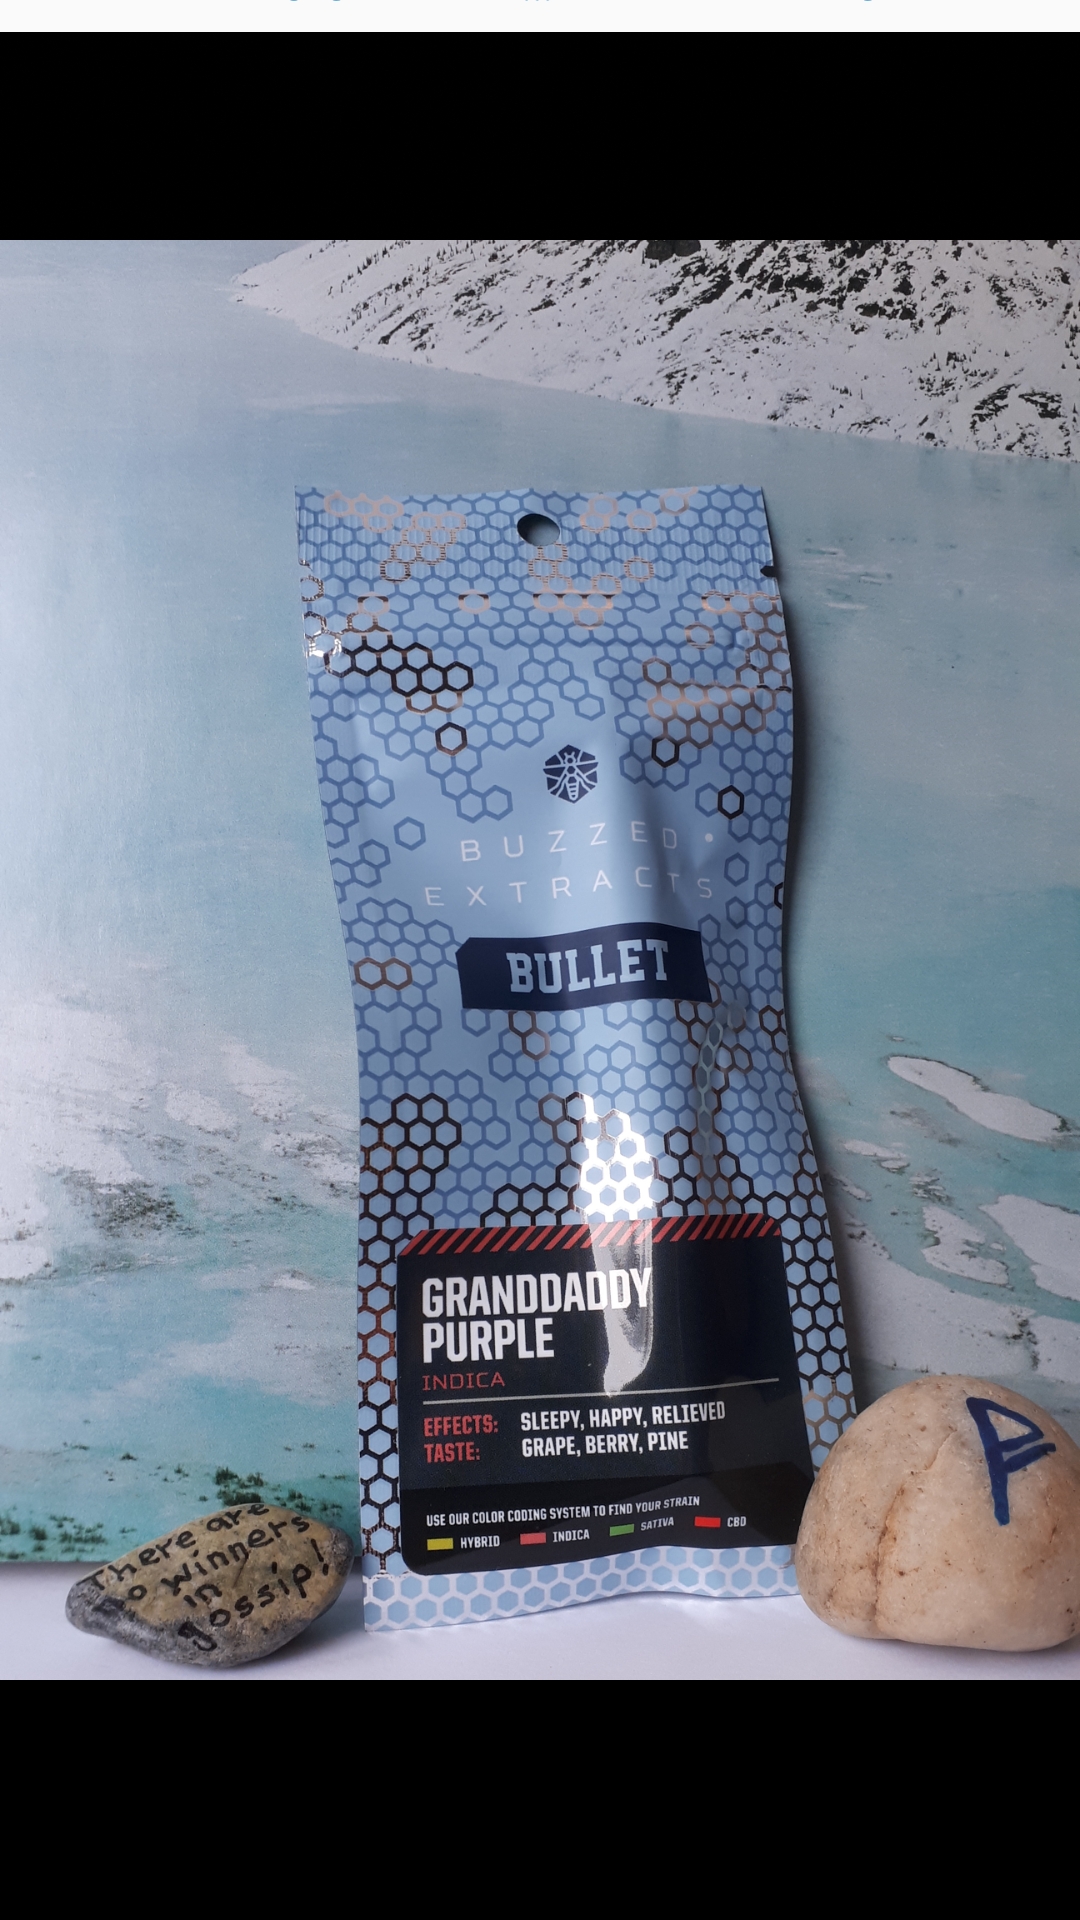 BUZZED
EXTRACTS
BULLET
GRANDDADDY
PURPLE
INDICA
EFFECTS: SLEEPY, HAPPY, RELIEVED
TASTE: GRAPE, BERRY, PINE
USE OUR COLOR CODING SYSTEM TO FIND YOUR STRAIN
HYBRID INDICA SATIVA CBD
There are
no winners
in
gossip!
P